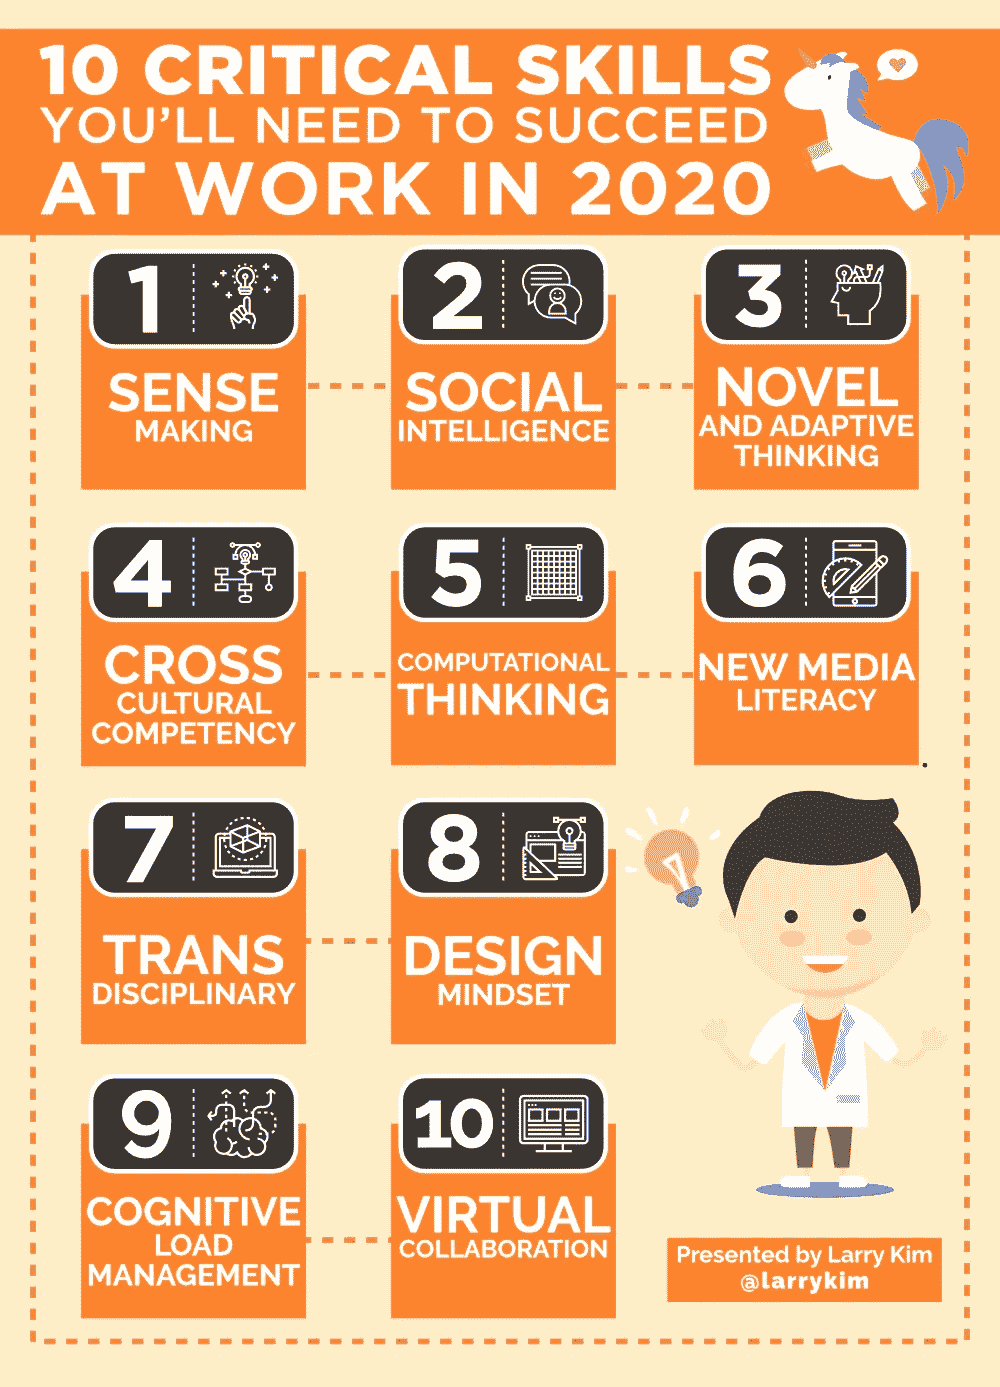 10 CRITICAL SKILLS
YOU'LL NEED TO SUCCEED
AT WORK IN 2020
1
SENSE
MAKING
2
SOCIAL
INTELLIGENCE
3
NOVEL
AND ADAPTIVE
THINKING
4
CROSS
CULTURAL
COMPETENCY
5
COMPUTATIONAL
THINKING
6
NEW MEDIA
LITERACY
7
TRANS
DISCIPLINARY
8
DESIGN
MINDSET
9
COGNITIVE
LOAD
MANAGEMENT
10
VIRTUAL
COLLABORATION
Presented by Larry Kim
@larrykim